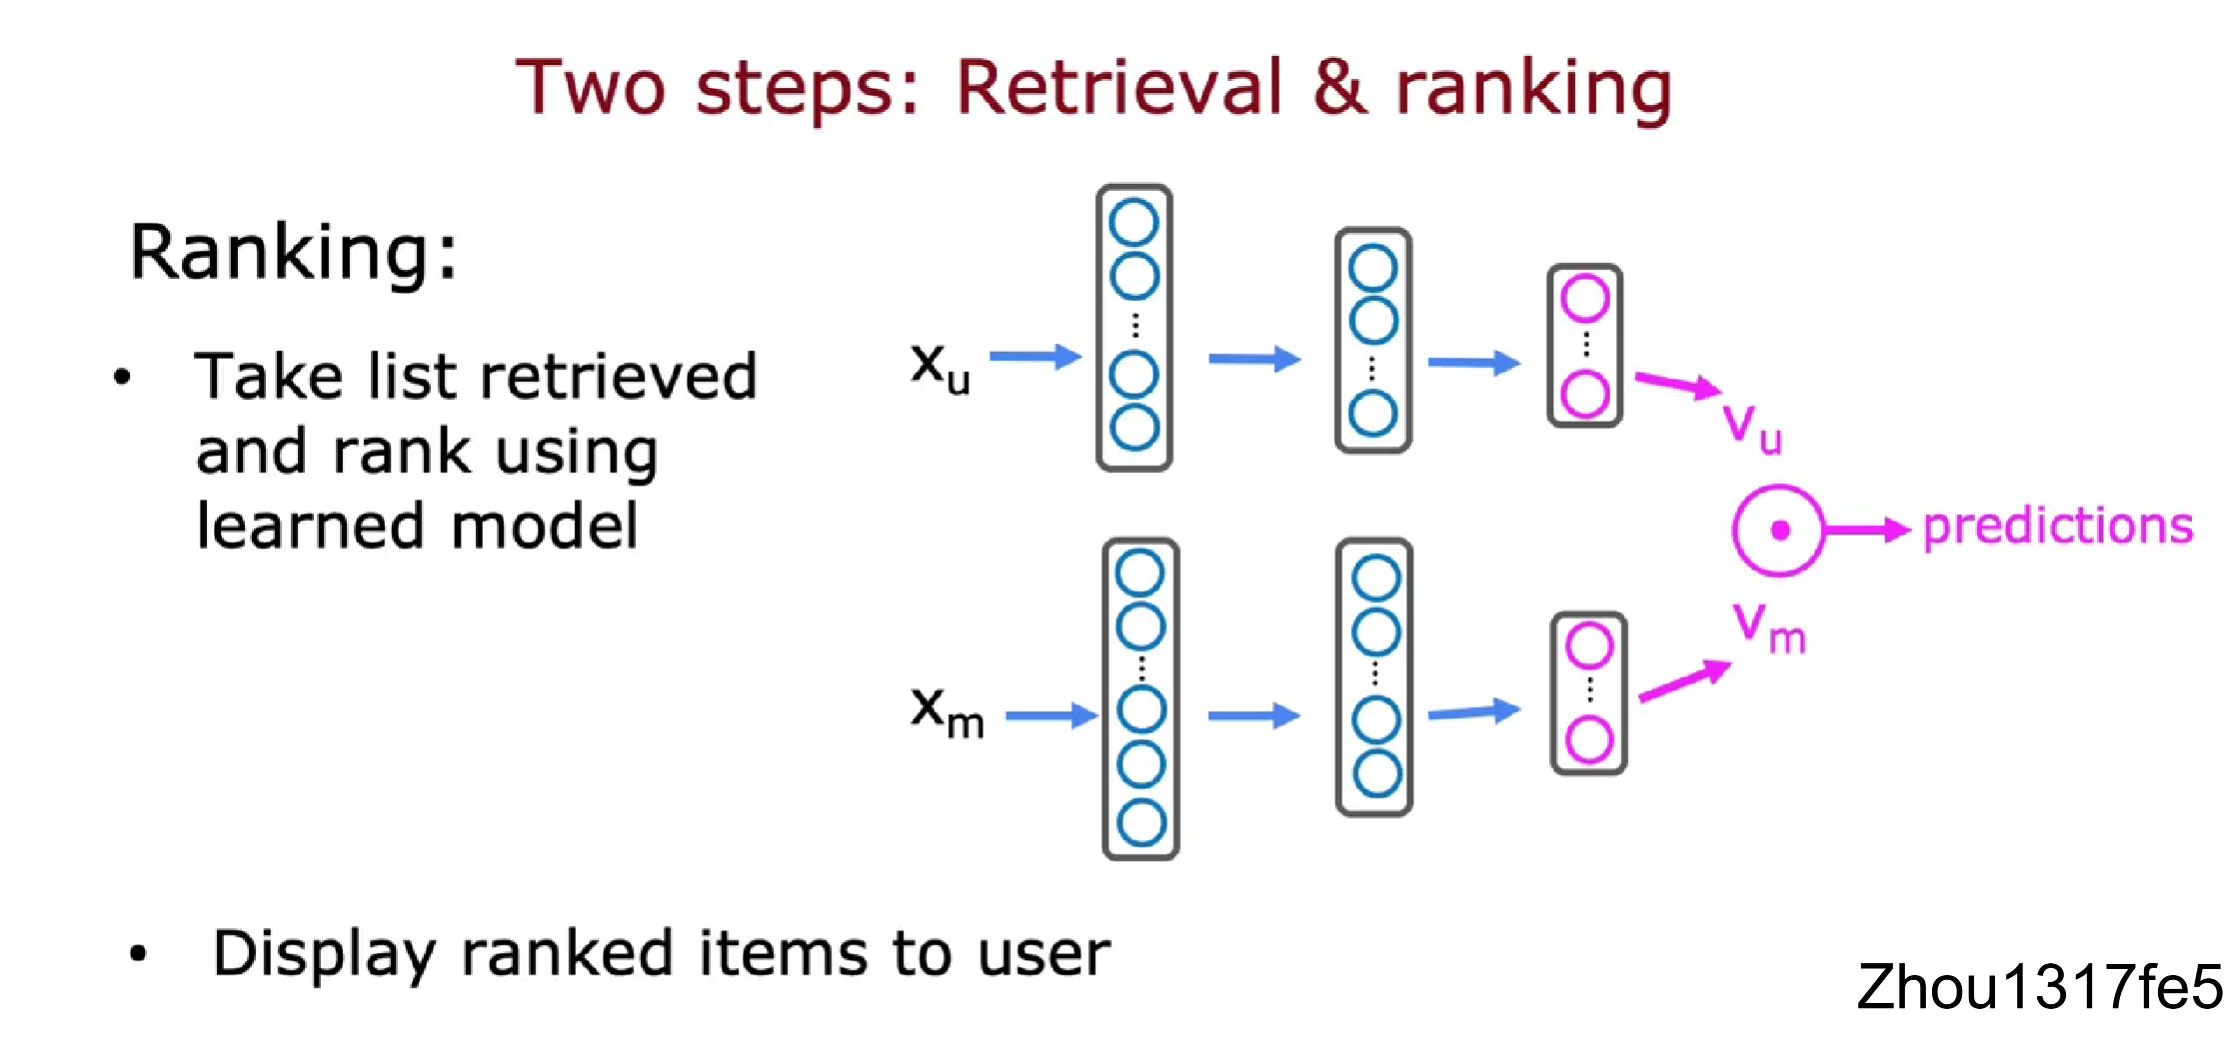 Two steps: Retrieval & ranking
Ranking:
• Take list retrieved
and rank using
learned model
x_u
v_u
predictions
v_m
x_m
• Display ranked items to user
Zhou1317fe5